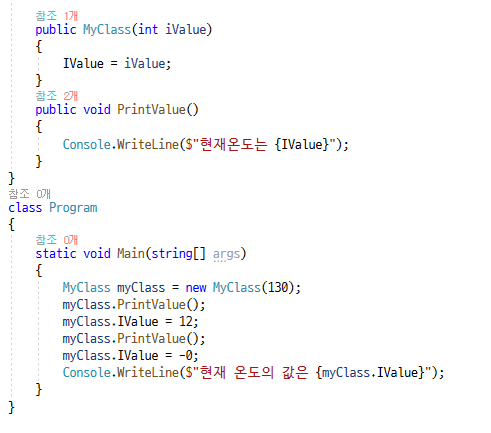 참조 1개
public MyClass(int iValue)
{
IValue = iValue;
}
참조 2개
public void PrintValue()
{
Console.WriteLine($"현재온도는 {IValue}");
}
}
참조 0개
class Program
{
참조 0개
static void Main(string[] args)
{
MyClass myClass = new MyClass(130);
myClass.PrintValue();
myClass.IValue = 12;
myClass.PrintValue();
myClass.IValue = -0;
Console.WriteLine($"현재 온도의 값은 {myClass.IValue}");
}
}